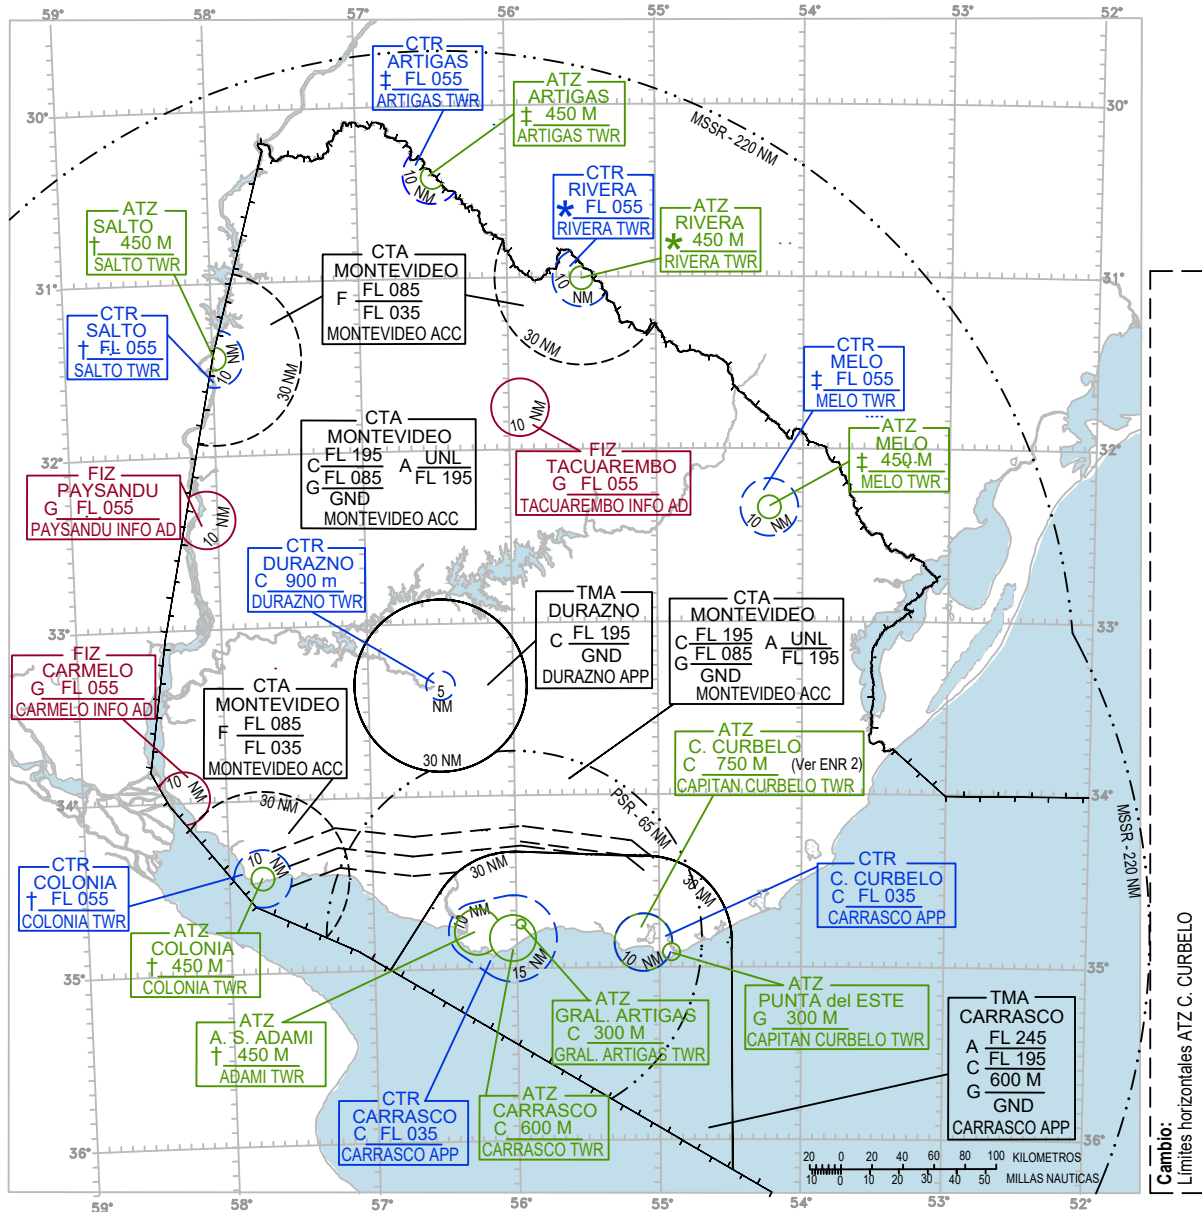 58°
57°
56°
55°
54°
53°
52°
30°
31°
32°
33°
34°
35°
36°
30°
31°
32°
33°
34°
35°
36°
59°
58°
57°
56°
55°
54°
53°
52°
CTR
ARTIGAS
‡ FL 055
ARTIGAS TWR
ATZ
ARTIGAS
‡ 450 M
ARTIGAS TWR
MSSR - 220 NM
10 NM
CTR
RIVERA
* FL 055
RIVERA TWR
ATZ
RIVERA
* 450 M
RIVERA TWR
10 NM
30 NM
ATZ
SALTO
† 450 M
SALTO TWR
CTR
SALTO
† FL 055
SALTO TWR
10 NM
30 NM
CTA
MONTEVIDEO
F FL 085
FL 035
MONTEVIDEO ACC
CTR
MELO
‡ FL 055
MELO TWR
ATZ
MELO
‡ 450 M
MELO TWR
10 NM
CTA
MONTEVIDEO
C FL 195 A UNL
G FL 085 FL 195
GND
MONTEVIDEO ACC
10 NM
FIZ
TACUAREMBO
G FL 055
TACUAREMBO INFO AD
FIZ
PAYSANDU
G FL 055
PAYSANDU INFO AD
10 NM
CTR
DURAZNO
C 900 m
DURAZNO TWR
5
NM
30 NM
TMA
DURAZNO
C FL 195
GND
DURAZNO APP
CTA
MONTEVIDEO
C FL 195 A UNL
G FL 085 FL 195
GND
MONTEVIDEO ACC
FIZ
CARMELO
G FL 055
CARMELO INFO AD
10 NM
CTA
MONTEVIDEO
F FL 085
FL 035
MONTEVIDEO ACC
30 NM
ATZ
C. CURBELO
C 750 M (Ver ENR 2)
CAPITAN CURBELO TWR
PSR - 65 NM
MSSR - 220 NM
CTR
COLONIA
† FL 055
COLONIA TWR
10 NM
30 NM
30 NM
CTR
C. CURBELO
C FL 035
CARRASCO APP
ATZ
COLONIA
† 450 M
COLONIA TWR
10 NM
15 NM
10 NM
ATZ
A. S. ADAMI
† 450 M
ADAMI TWR
ATZ
GRAL. ARTIGAS
C 300 M
GRAL. ARTIGAS TWR
ATZ
PUNTA del ESTE
G 300 M
CAPITAN CURBELO TWR
TMA
CARRASCO
A FL 245
C FL 195
G 600 M
GND
CARRASCO APP
CTR
CARRASCO
C FL 035
CARRASCO APP
ATZ
CARRASCO
C 600 M
CARRASCO TWR
20 0 20 40 60 80 100 KILOMETROS
10 0 10 20 30 40 50 MILLAS NAUTICAS
Cambio:
Límites horizontales ATZ C. CURBELO